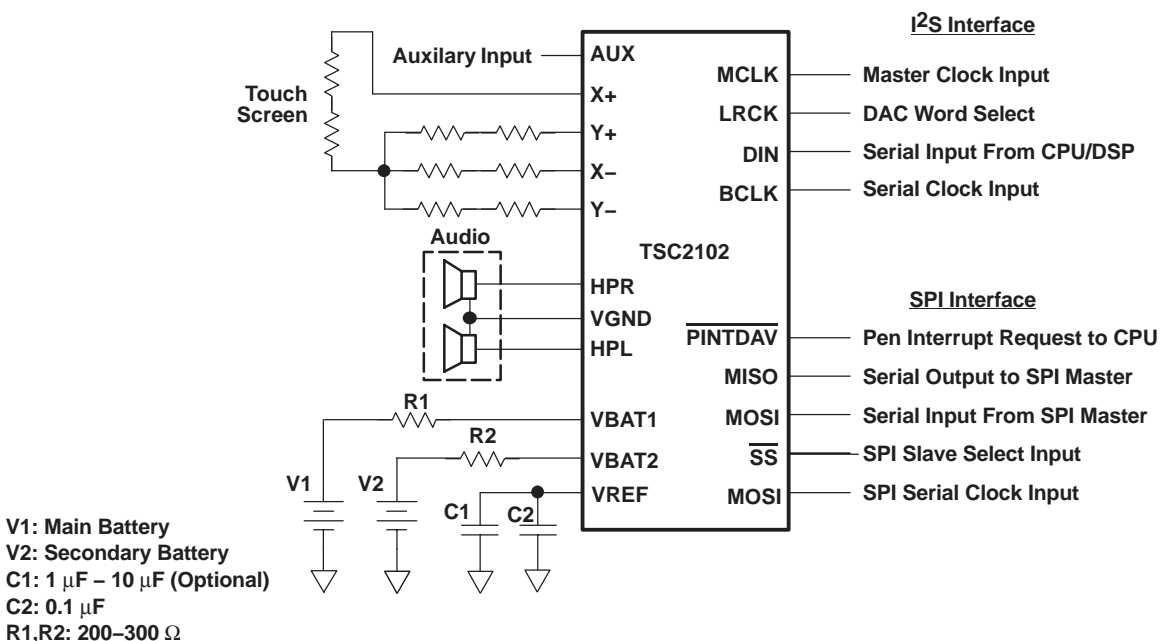 I2S Interface
Auxilary Input
AUX
MCLK
Master Clock Input
Touch
Screen
X+
LRCK
DAC Word Select
Y+
DIN
Serial Input From CPU/DSP
X−
BCLK
Serial Clock Input
Y−
Audio
TSC2102
HPR
SPI Interface
VGND
PINTDAV
Pen Interrupt Request to CPU
HPL
MISO
Serial Output to SPI Master
R1
VBAT1
MOSI
Serial Input From SPI Master
R2
VBAT2
SS
SPI Slave Select Input
V1
V2
VREF
MOSI
SPI Serial Clock Input
C1
C2
V1: Main Battery
V2: Secondary Battery
C1: 1 μF – 10 μF (Optional)
C2: 0.1 μF
R1,R2: 200–300 Ω